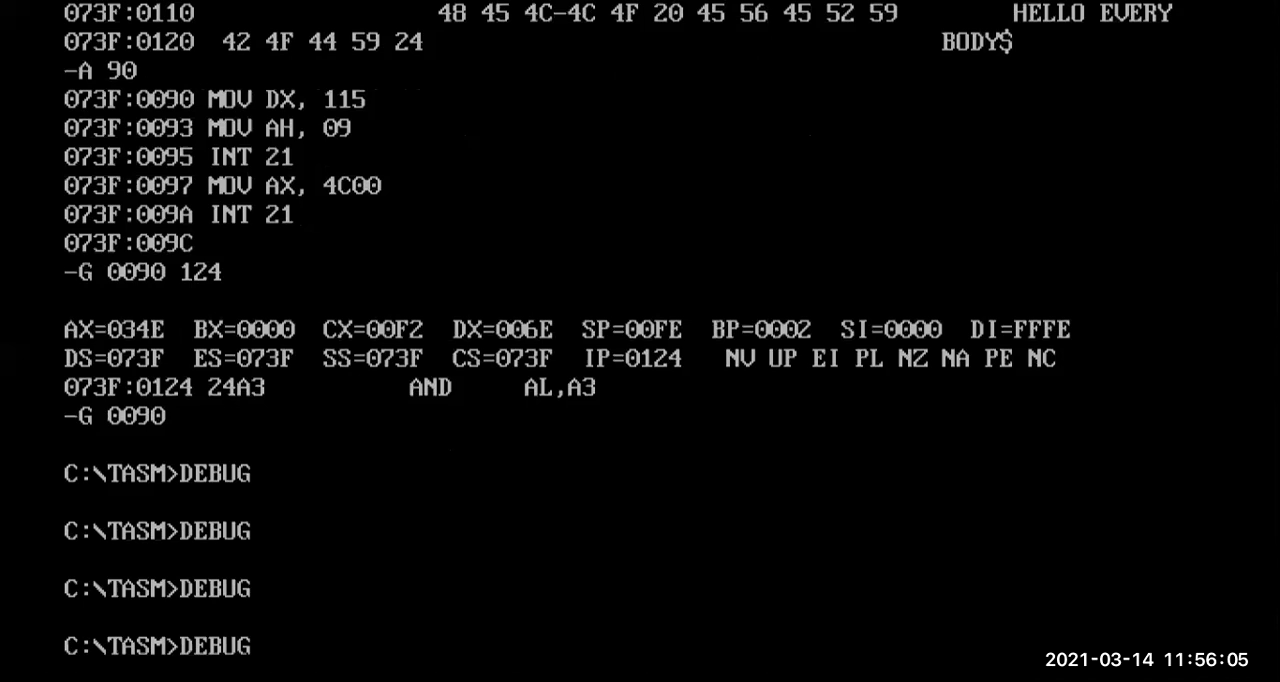 073F:0110 48 45 4C-4C 4F 20 45 56 45 52 59 HELLO EVERY
073F:0120 42 4F 44 59 24 BODY$
-A 90
073F:0090 MOV DX, 115
073F:0093 MOV AH, 09
073F:0095 INT 21
073F:0097 MOV AX, 4C00
073F:009A INT 21
073F:009C
-G 0090 124
AX=034E BX=0000 CX=00F2 DX=006E SP=00FE BP=0002 SI=0000 DI=FFFE
DS=073F ES=073F SS=073F CS=073F IP=0124 NV UP EI PL NZ NA PE NC
073F:0124 24A3 AND AL,A3
-G 0090
C:\TASM>DEBUG
C:\TASM>DEBUG
C:\TASM>DEBUG
C:\TASM>DEBUG
2021-03-14 11:56:05